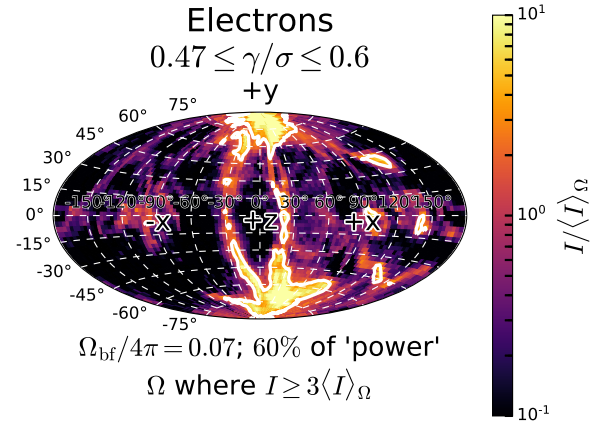 Electrons
0.47 ≤ γ/σ ≤ 0.6
+y
75°
60°
45°
30°
15°
0°
-15°
-30°
-45°
-60°
-75°
-150° -120° -90° -60° -30° 0° 30° 60° 90° 120° 150°
-x +z +x
Ω_bf/4π = 0.07; 60% of 'power'
Ω where I ≥ 3⟨I⟩_Ω
10^1
10^0
10^-1
I/⟨I⟩_Ω